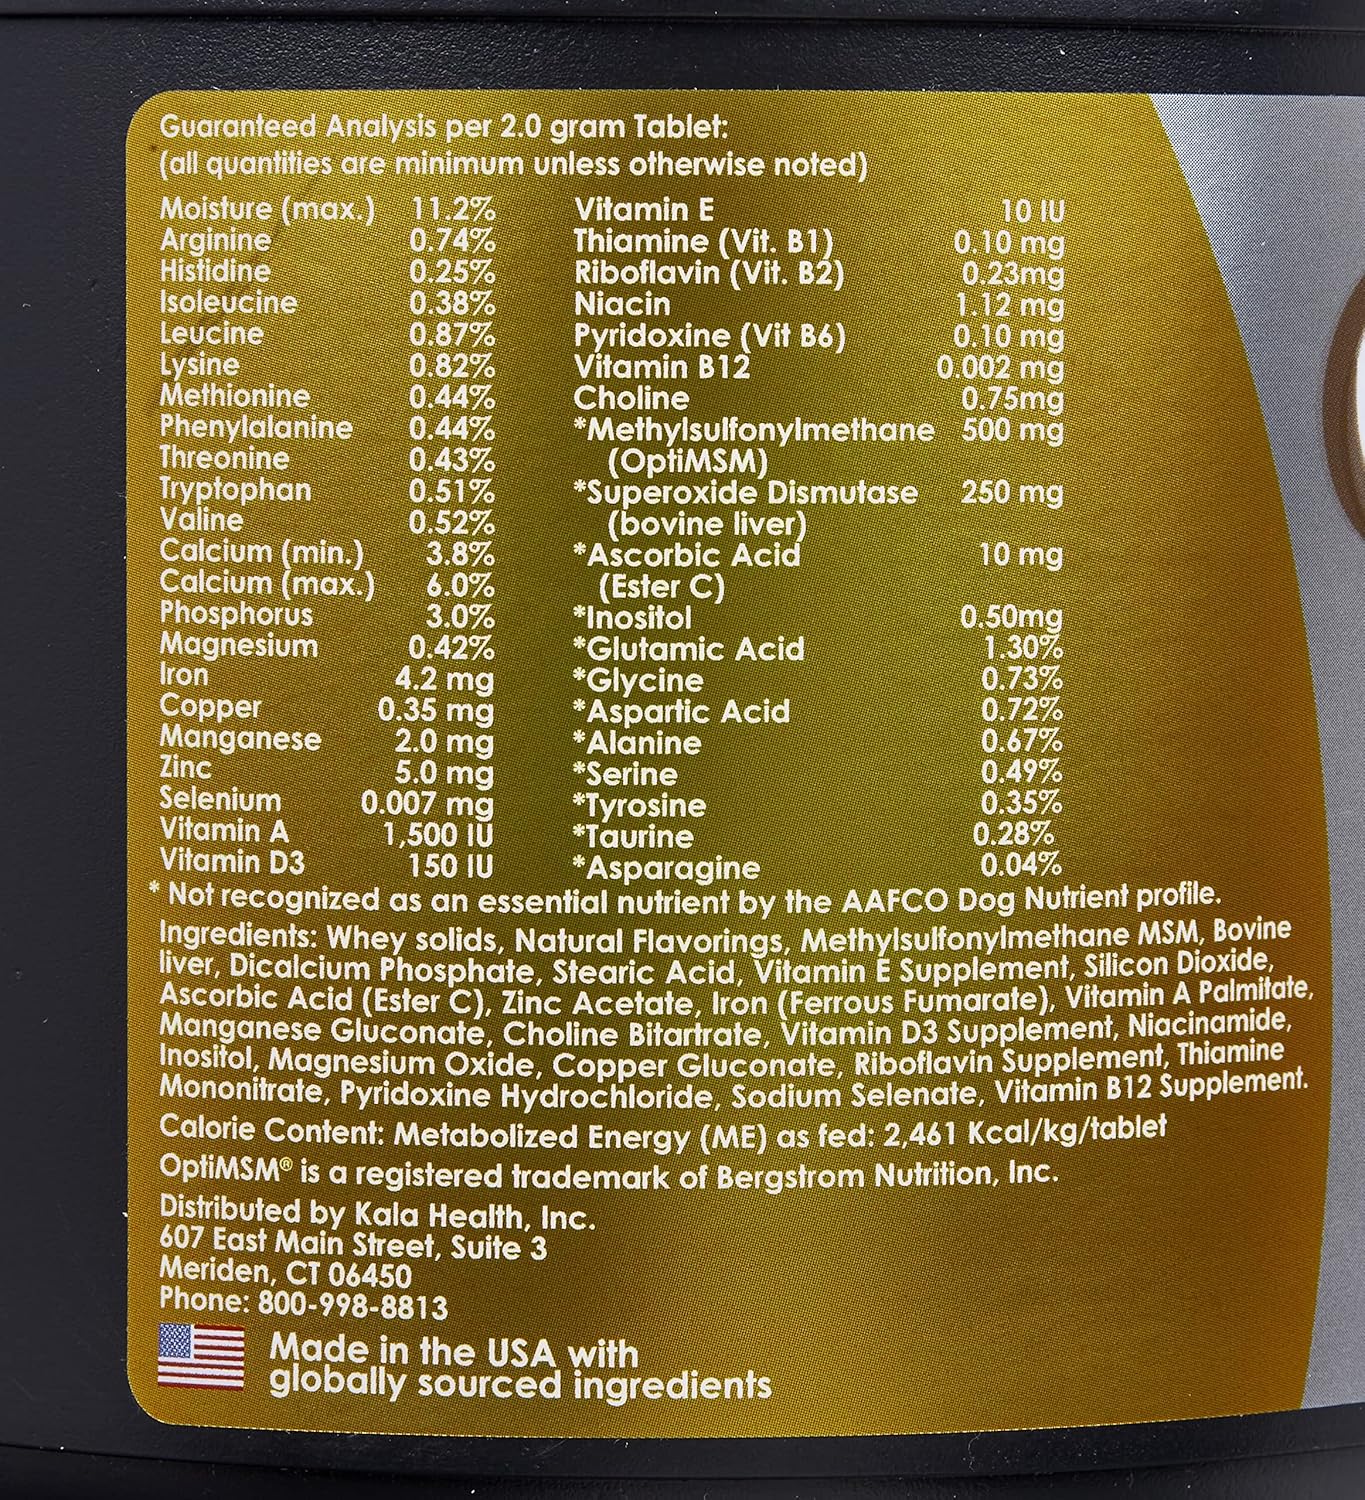 Guaranteed Analysis per 2.0 gram Tablet:
(all quantities are minimum unless otherwise noted)
Moisture (max.) 11.2%
Arginine 0.74%
Histidine 0.25%
Isoleucine 0.38%
Leucine 0.87%
Lysine 0.82%
Methionine 0.44%
Phenylalanine 0.44%
Threonine 0.43%
Tryptophan 0.51%
Valine 0.52%
Calcium (min.) 3.8%
Calcium (max.) 6.0%
Phosphorus 3.0%
Magnesium 0.42%
Iron 4.2 mg
Copper 0.35 mg
Manganese 2.0 mg
Zinc 5.0 mg
Selenium 0.007 mg
Vitamin A 1,500 IU
Vitamin D3 150 IU
Vitamin E 10 IU
Thiamine (Vit. B1) 0.10 mg
Riboflavin (Vit. B2) 0.23mg
Niacin 1.12 mg
Pyridoxine (Vit B6) 0.10 mg
Vitamin B12 0.002 mg
Choline 0.75mg
*Methylsulfonylmethane 500 mg
(OptiMSM)
*Superoxide Dismutase 250 mg
(bovine liver)
*Ascorbic Acid 10 mg
(Ester C)
*Inositol 0.50mg
*Glutamic Acid 1.30%
*Glycine 0.73%
*Aspartic Acid 0.72%
*Alanine 0.67%
*Serine 0.49%
*Tyrosine 0.35%
*Taurine 0.28%
*Asparagine 0.04%
* Not recognized as an essential nutrient by the AAFCO Dog Nutrient profile.
Ingredients: Whey solids, Natural Flavorings, Methylsulfonylmethane MSM, Bovine
liver, Dicalcium Phosphate, Stearic Acid, Vitamin E Supplement, Silicon Dioxide,
Ascorbic Acid (Ester C), Zinc Acetate, Iron (Ferrous Fumarate), Vitamin A Palmitate,
Manganese Gluconate, Choline Bitartrate, Vitamin D3 Supplement, Niacinamide,
Inositol, Magnesium Oxide, Copper Gluconate, Riboflavin Supplement, Thiamine
Mononitrate, Pyridoxine Hydrochloride, Sodium Selenate, Vitamin B12 Supplement.
Calorie Content: Metabolized Energy (ME) as fed: 2,461 Kcal/kg/tablet
OptiMSM® is a registered trademark of Bergstrom Nutrition, Inc.
Distributed by Kala Health, Inc.
607 East Main Street, Suite 3
Meriden, CT 06450
Phone: 800-998-8813
Made in the USA with
globally sourced ingredients